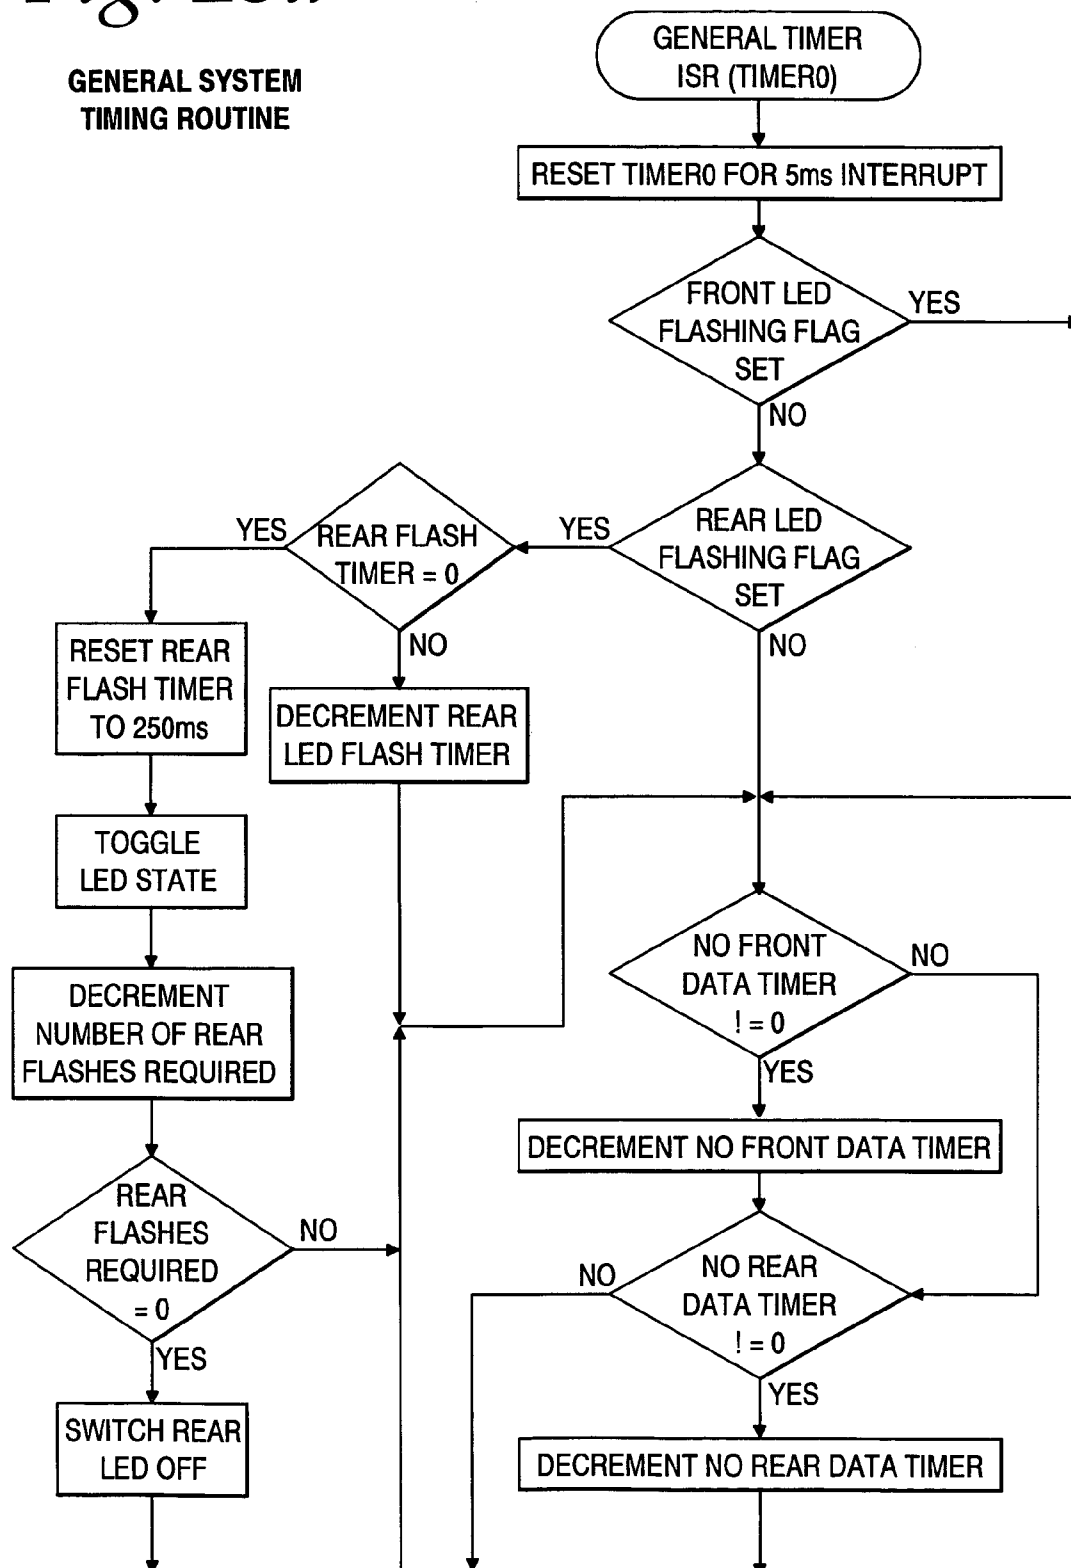 GENERAL SYSTEM
TIMING ROUTINE
GENERAL TIMER
ISR (TIMER0)
RESET TIMER0 FOR 5ms INTERRUPT
FRONT LED
FLASHING FLAG
SET
YES
NO
REAR LED
FLASHING FLAG
SET
YES
NO
REAR FLASH
TIMER = 0
YES
NO
RESET REAR
FLASH TIMER
TO 250ms
DECREMENT REAR
LED FLASH TIMER
TOGGLE
LED STATE
DECREMENT
NUMBER OF REAR
FLASHES REQUIRED
REAR
FLASHES
REQUIRED
= 0
NO
YES
SWITCH REAR
LED OFF
NO FRONT
DATA TIMER
! = 0
NO
YES
DECREMENT NO FRONT DATA TIMER
NO REAR
DATA TIMER
! = 0
NO
YES
DECREMENT NO REAR DATA TIMER